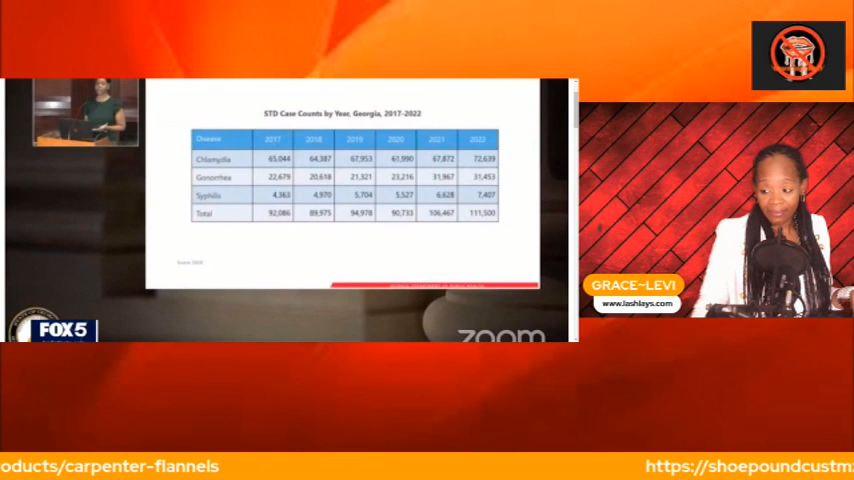 STD Case Counts by Year, Georgia, 2017-2022
Disease 2017 2018 2019 2020 2021 2022
Chlamydia 65,044 64,387 67,953 61,990 67,872 72,639
Gonorrhea 22,679 20,618 21,321 23,216 31,967 31,453
Syphilis 4,363 4,970 5,704 5,527 6,628 7,407
Total 92,086 89,975 94,978 90,733 106,467 111,500
GRACE~LEVI
www.lashlays.com
FOX 5
zoom
oducts/carpenter-flannels
https://shoepoundcustm